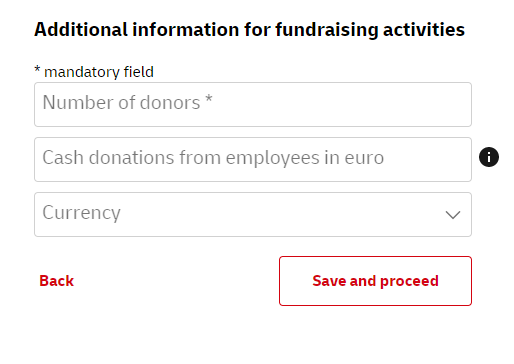 Additional information for fundraising activities
* mandatory field
Number of donors *
Cash donations from employees in euro
i
Currency
Back
Save and proceed